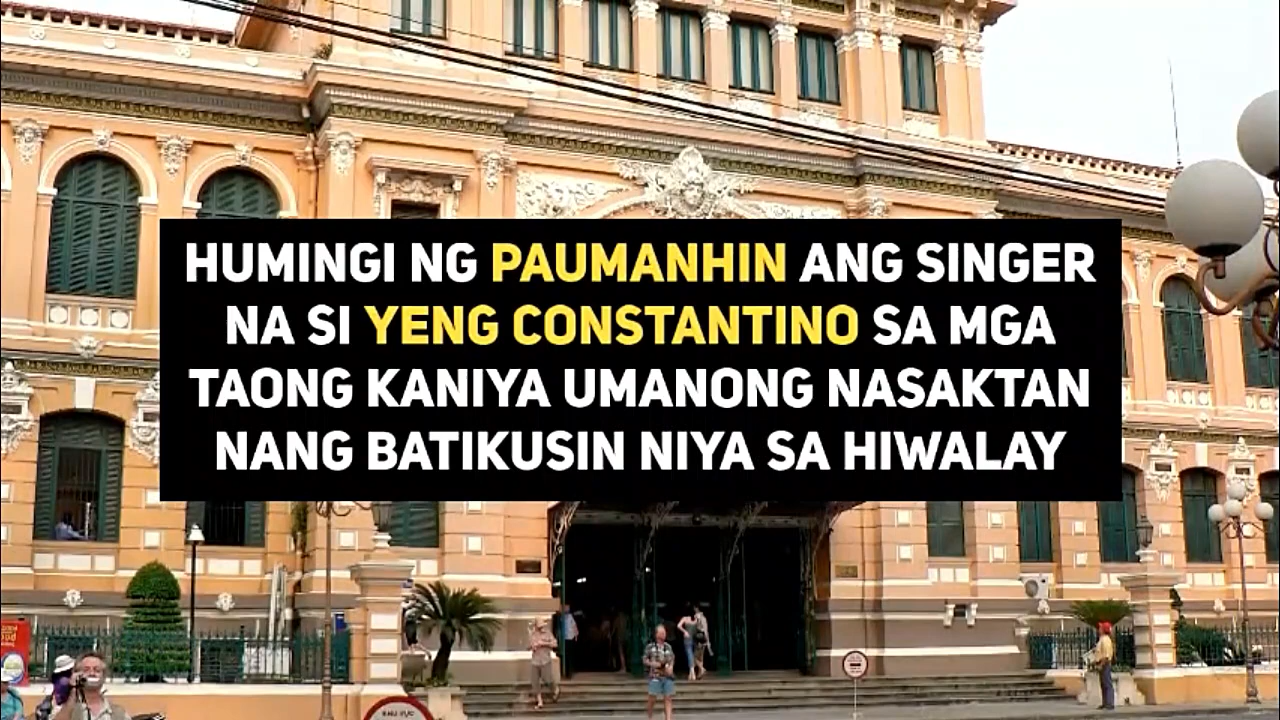 HUMINGI NG PAUMANHIN ANG SINGER
NA SI YENG CONSTANTINO SA MGA
TAONG KANIYA UMANONG NASAKTAN
NANG BATIKUSIN NIYA SA HIWALAY